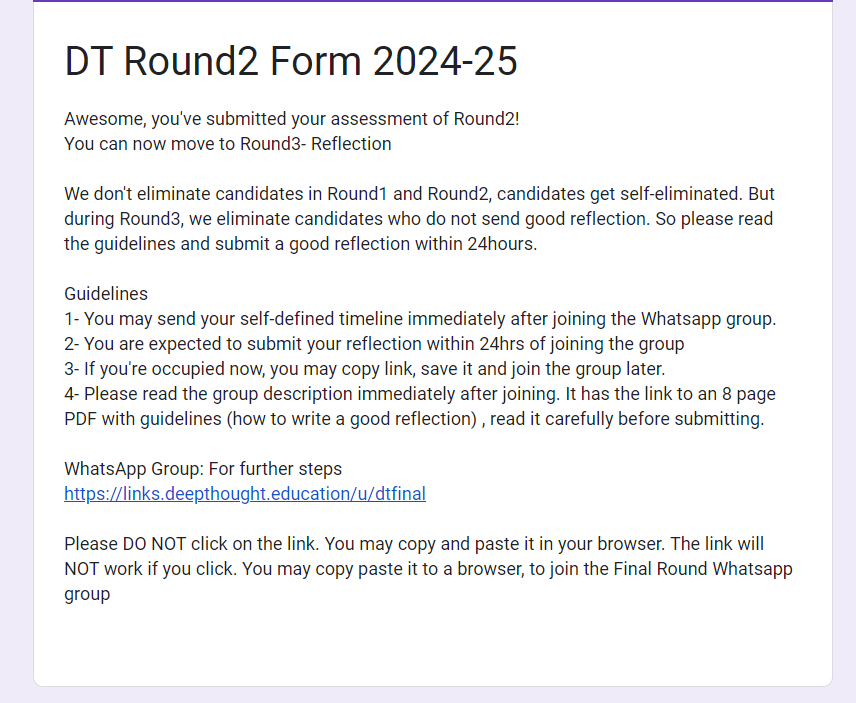 DT Round2 Form 2024-25
Awesome, you've submitted your assessment of Round2!
You can now move to Round3- Reflection
We don't eliminate candidates in Round1 and Round2, candidates get self-eliminated. But
during Round3, we eliminate candidates who do not send good reflection. So please read
the guidelines and submit a good reflection within 24hours.
Guidelines
1- You may send your self-defined timeline immediately after joining the Whatsapp group.
2- You are expected to submit your reflection within 24hrs of joining the group
3- If you're occupied now, you may copy link, save it and join the group later.
4- Please read the group description immediately after joining. It has the link to an 8 page
PDF with guidelines (how to write a good reflection) , read it carefully before submitting.
WhatsApp Group: For further steps
https://links.deepthought.education/u/dtfinal
Please DO NOT click on the link. You may copy and paste it in your browser. The link will
NOT work if you click. You may copy paste it to a browser, to join the Final Round Whatsapp
group